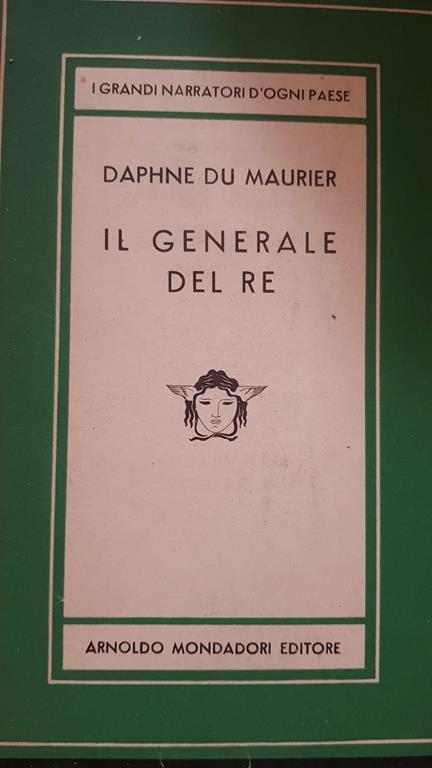 I GRANDI NARRATORI D'OGNI PAESE
DAPHNE DU MAURIER
IL GENERALE
DEL RE
ARNOLDO MONDADORI EDITORE